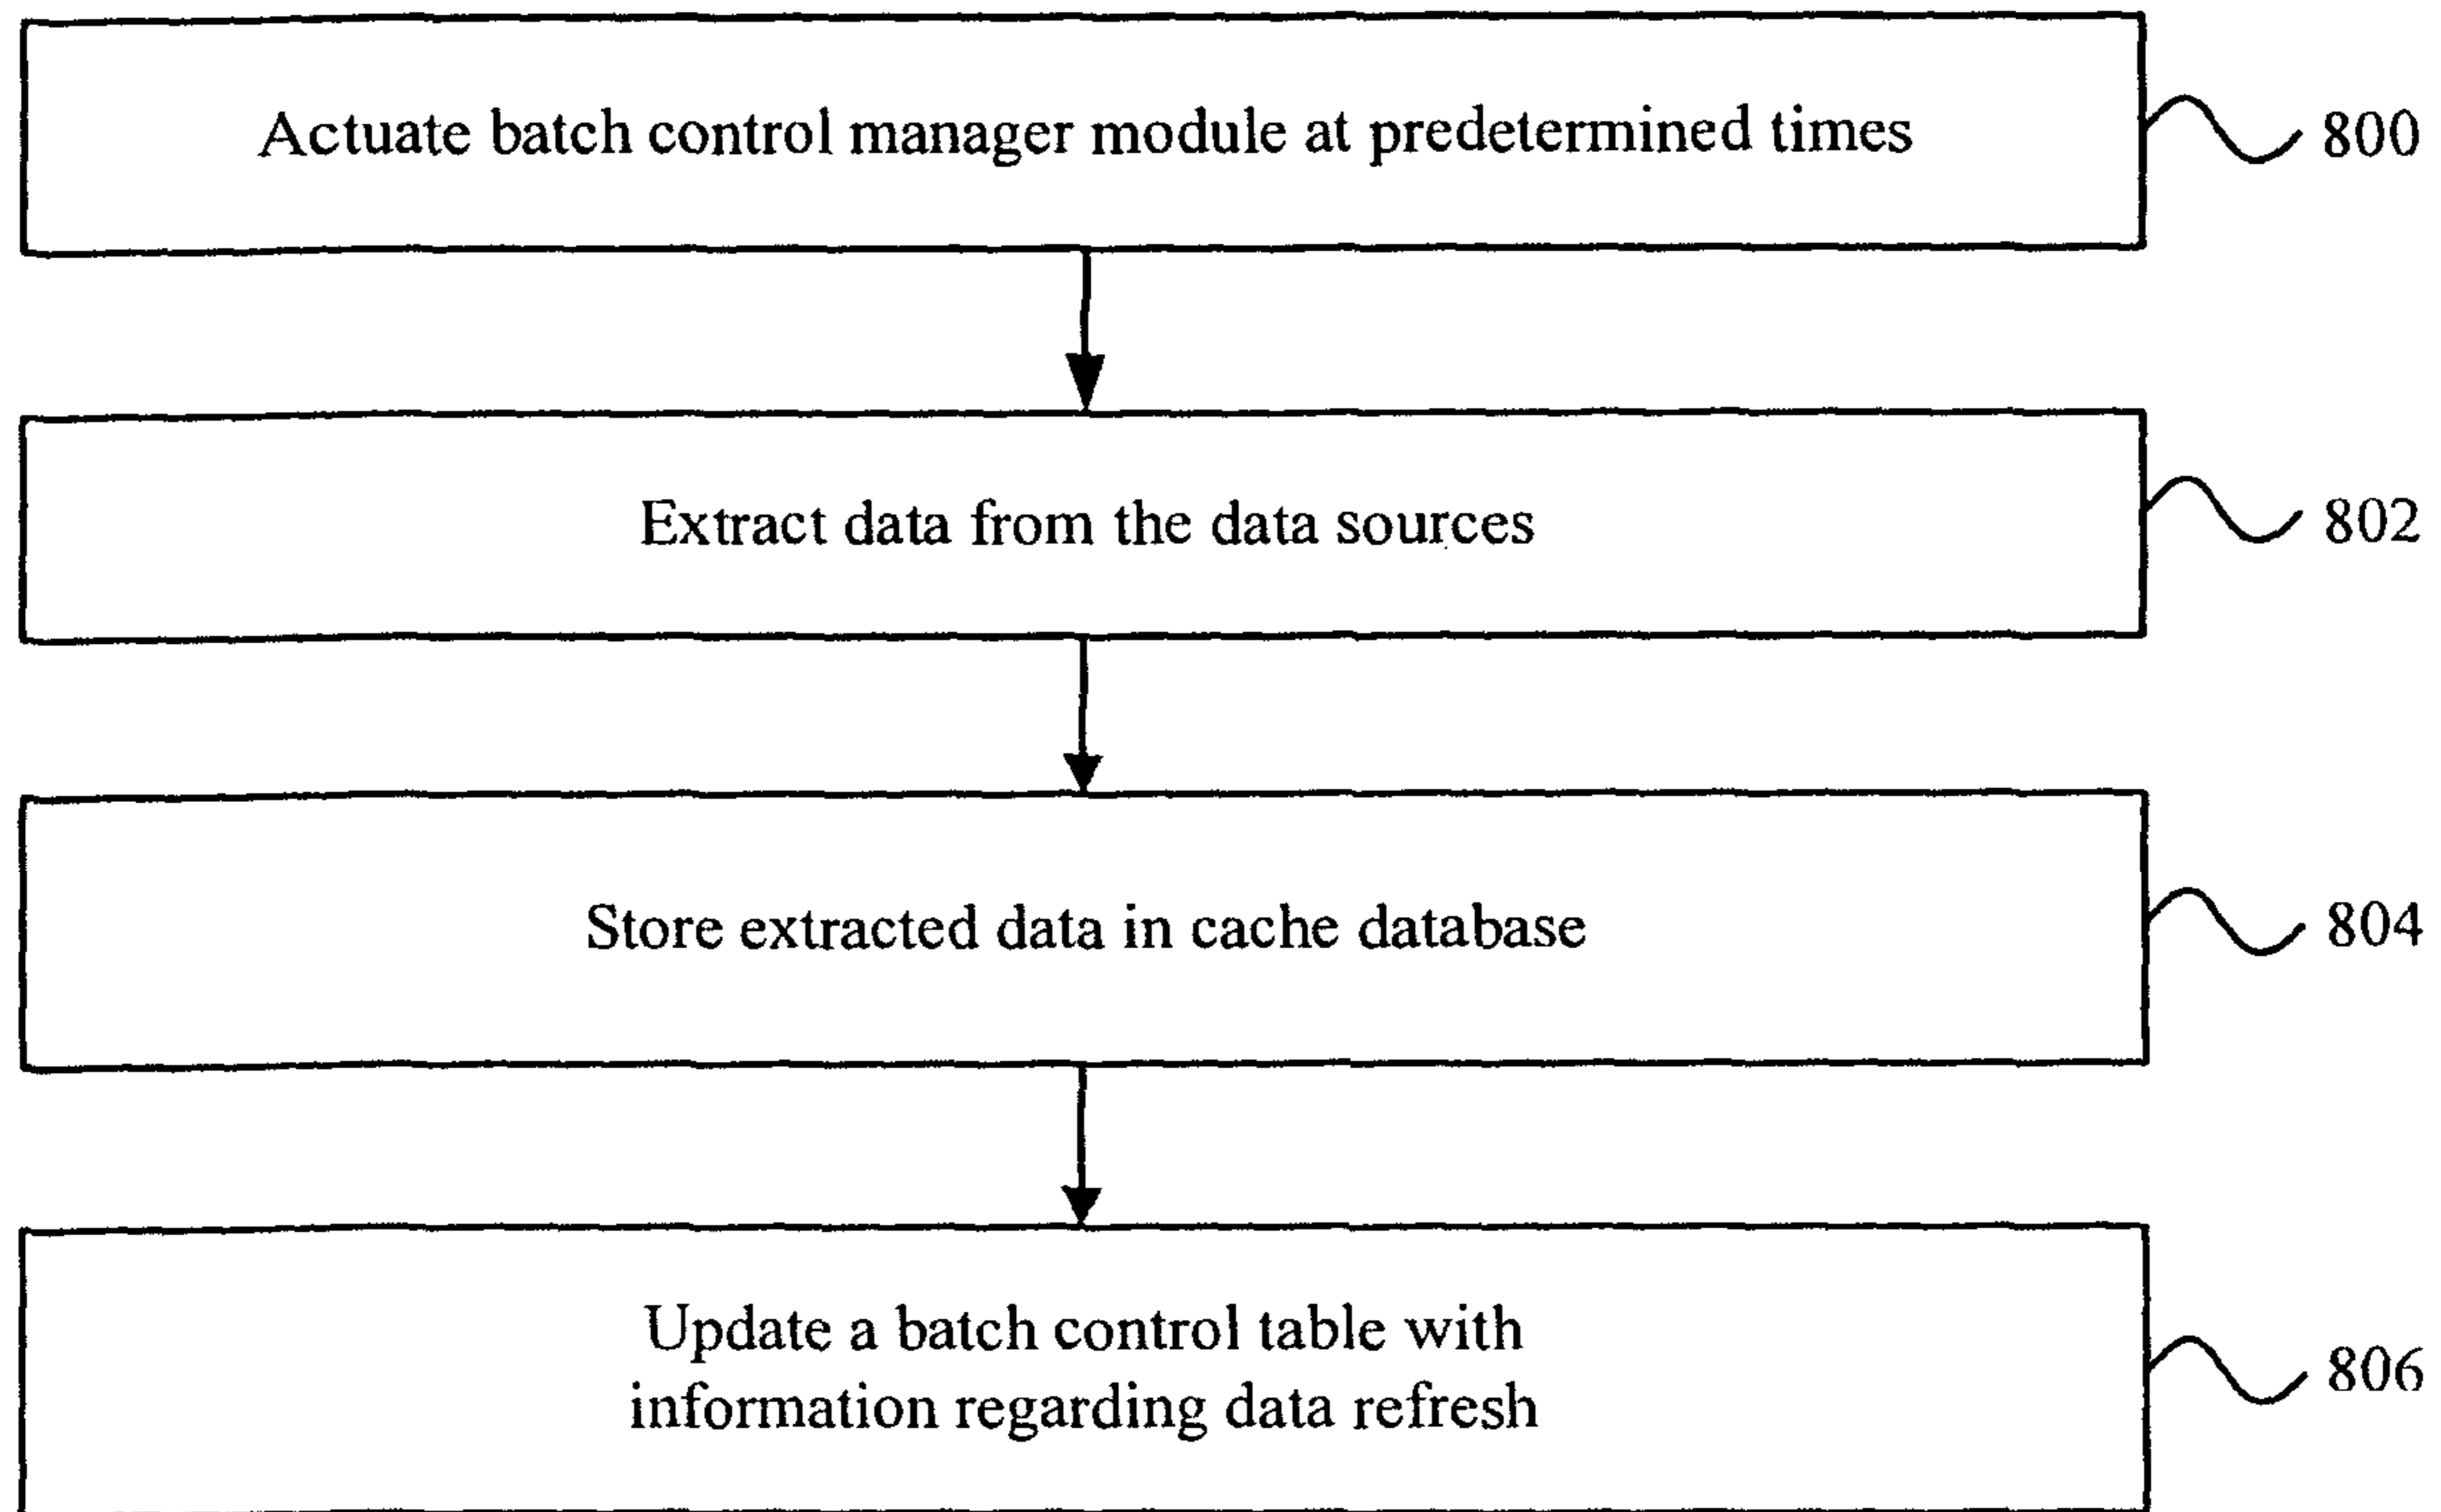 Actuate batch control manager module at predetermined times
800
Extract data from the data sources
802
Store extracted data in cache database
804
Update a batch control table with
information regarding data refresh
806